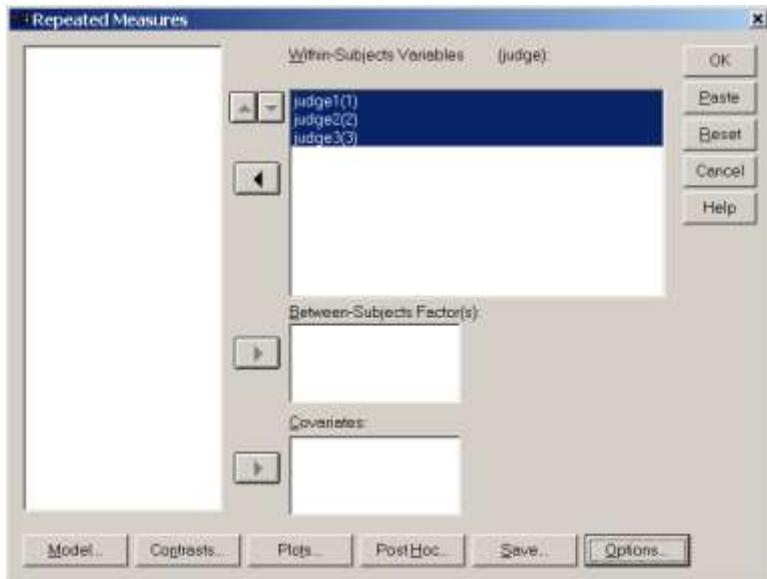 Repeated Measures
Within-Subjects Variables (judge):
judge1(1)
judge2(2)
judge3(3)
OK
Paste
Reset
Cancel
Help
Between-Subjects Factor(s):
Covariates:
Model... Contrasts... Plots... Post Hoc... Save... Options...